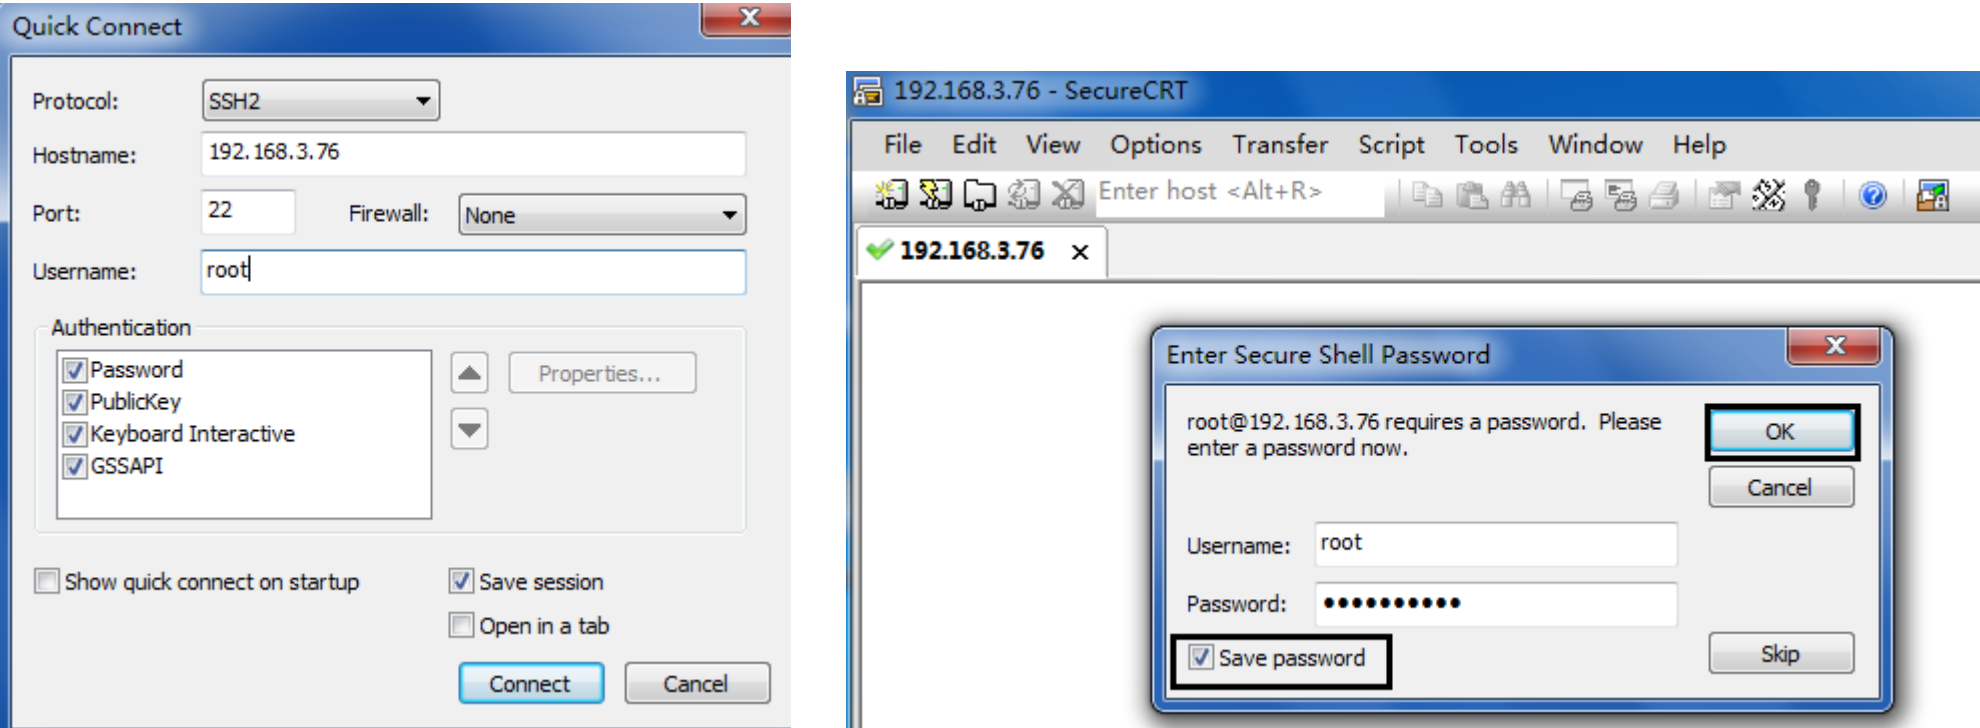 Quick Connect
Protocol: SSH2
Hostname: 192.168.3.76
Port: 22 Firewall: None
Username: root
Authentication
Password
PublicKey
Keyboard Interactive
GSSAPI
Properties...
Show quick connect on startup
Save session
Open in a tab
Connect Cancel
192.168.3.76 - SecureCRT
File Edit View Options Transfer Script Tools Window Help
Enter host <Alt+R>
192.168.3.76
Enter Secure Shell Password
root@192.168.3.76 requires a password. Please
enter a password now.
OK
Cancel
Username: root
Password:
Save password
Skip